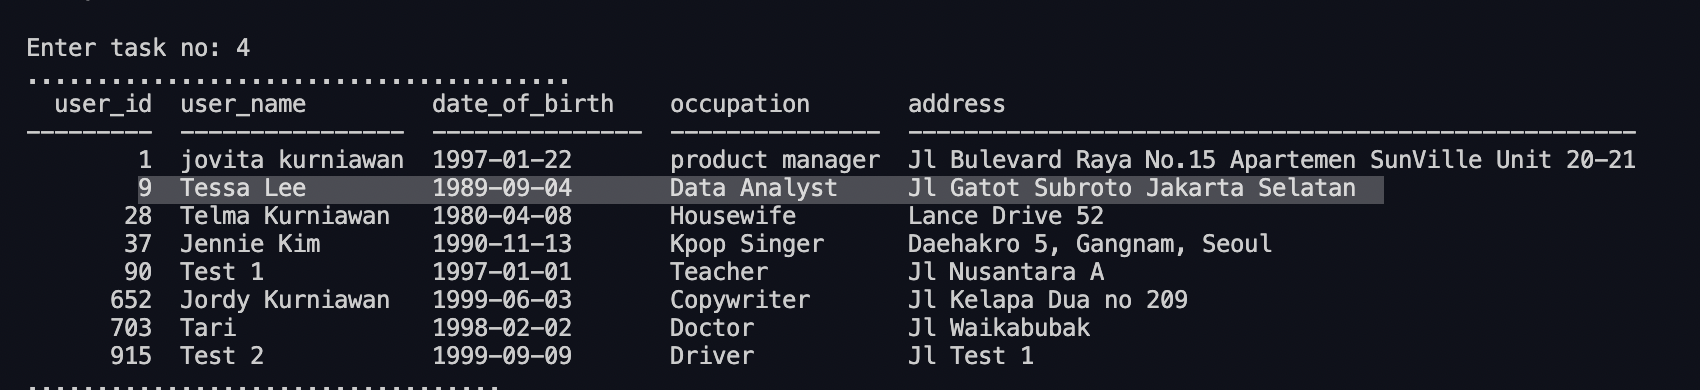 Enter task no: 4
.......................................
user_id user_name date_of_birth occupation address
--------- ---------------- --------------- --------------- ----------------------------------------------------
1 jovita kurniawan 1997-01-22 product manager Jl Bulevard Raya No.15 Apartemen SunVille Unit 20-21
9 Tessa Lee 1989-09-04 Data Analyst Jl Gatot Subroto Jakarta Selatan
28 Telma Kurniawan 1980-04-08 Housewife Lance Drive 52
37 Jennie Kim 1990-11-13 Kpop Singer Daehakro 5, Gangnam, Seoul
90 Test 1 1997-01-01 Teacher Jl Nusantara A
652 Jordy Kurniawan 1999-06-03 Copywriter Jl Kelapa Dua no 209
703 Tari 1998-02-02 Doctor Jl Waikabubak
915 Test 2 1999-09-09 Driver Jl Test 1
..................................